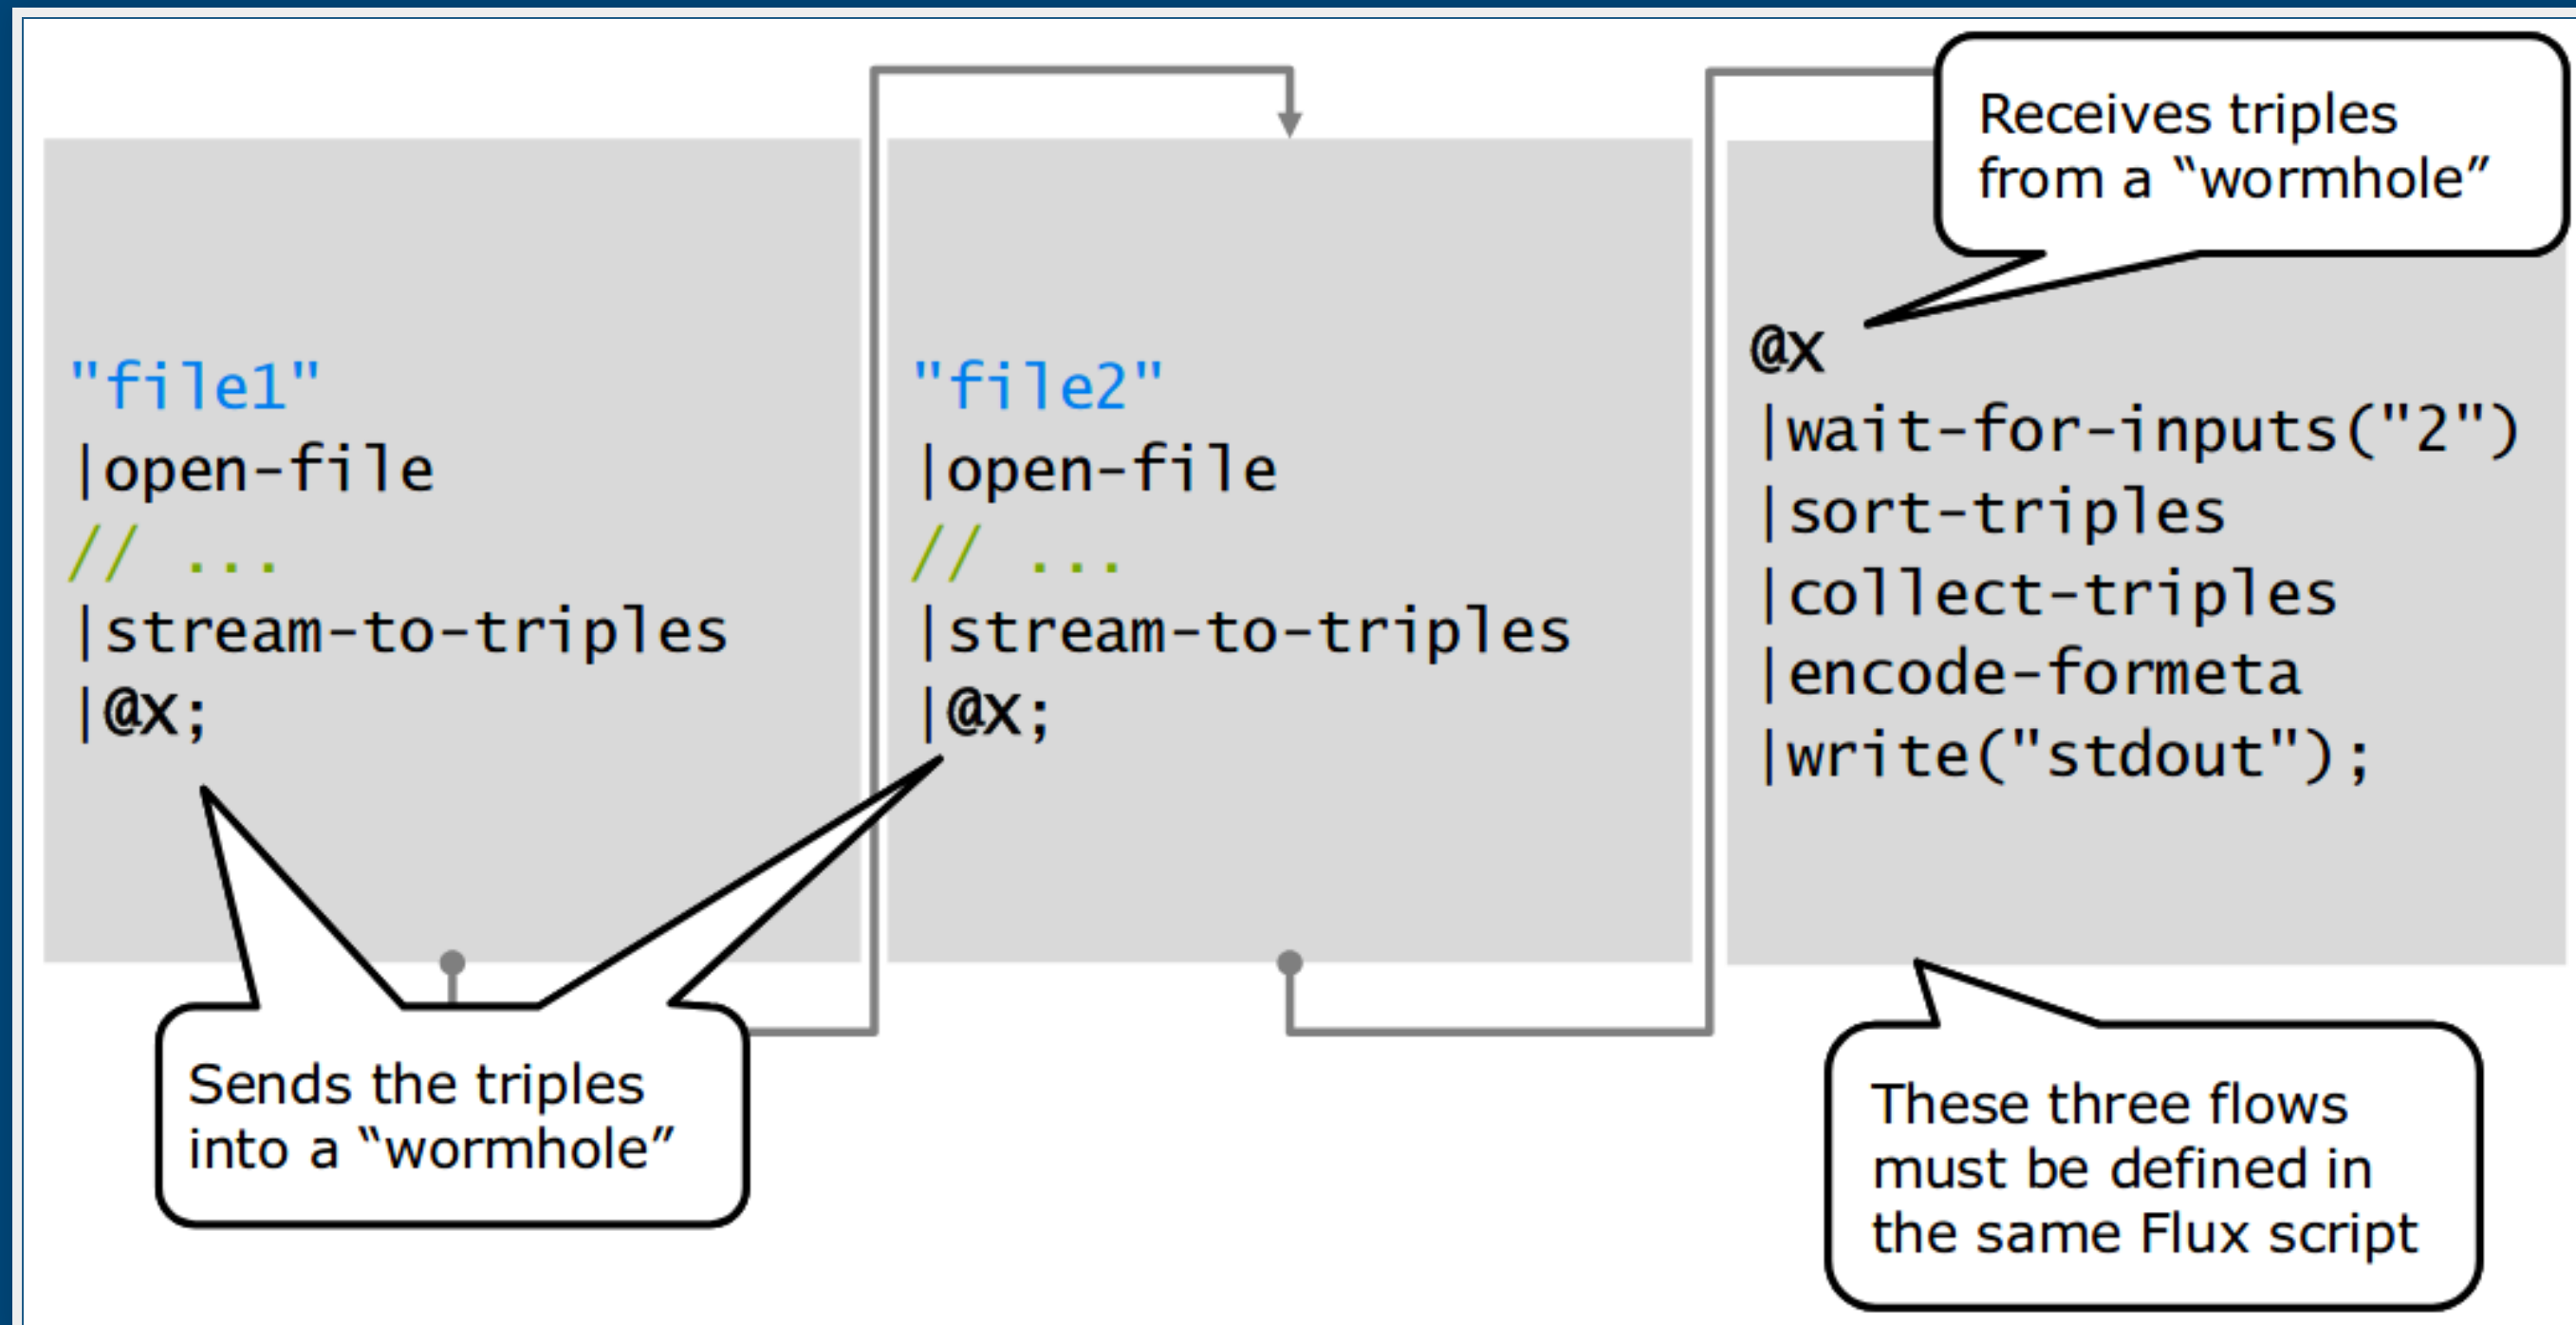 "file1"
|open-file
// ...
|stream-to-triples
|@x;
"file2"
|open-file
// ...
|stream-to-triples
|@x;
Receives triples
from a “wormhole”
@x
|wait-for-inputs("2")
|sort-triples
|collect-triples
|encode-formeta
|write("stdout");
Sends the triples
into a “wormhole”
These three flows
must be defined in
the same Flux script